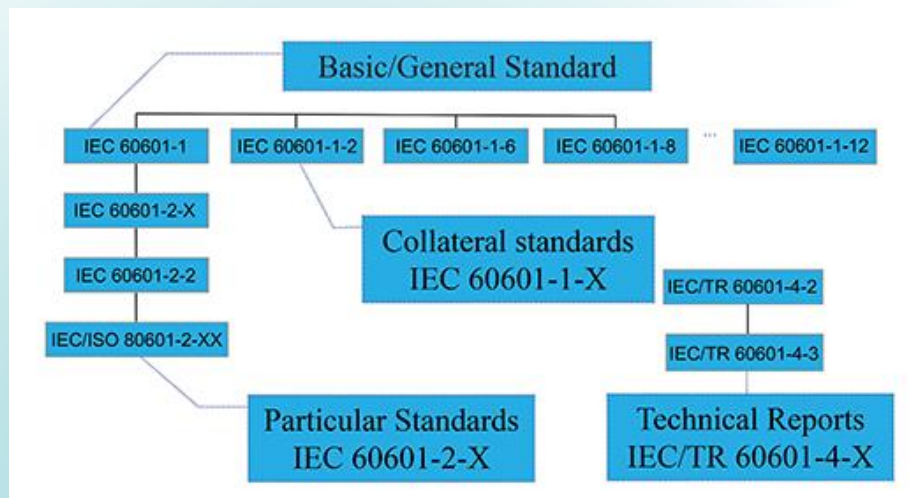 Basic/General Standard
IEC 60601-1
IEC 60601-1-2
IEC 60601-1-6
IEC 60601-1-8
...
IEC 60601-1-12
IEC 60601-2-X
IEC 60601-2-2
IEC/ISO 80601-2-XX
Collateral standards
IEC 60601-1-X
IEC/TR 60601-4-2
IEC/TR 60601-4-3
Particular Standards
IEC 60601-2-X
Technical Reports
IEC/TR 60601-4-X